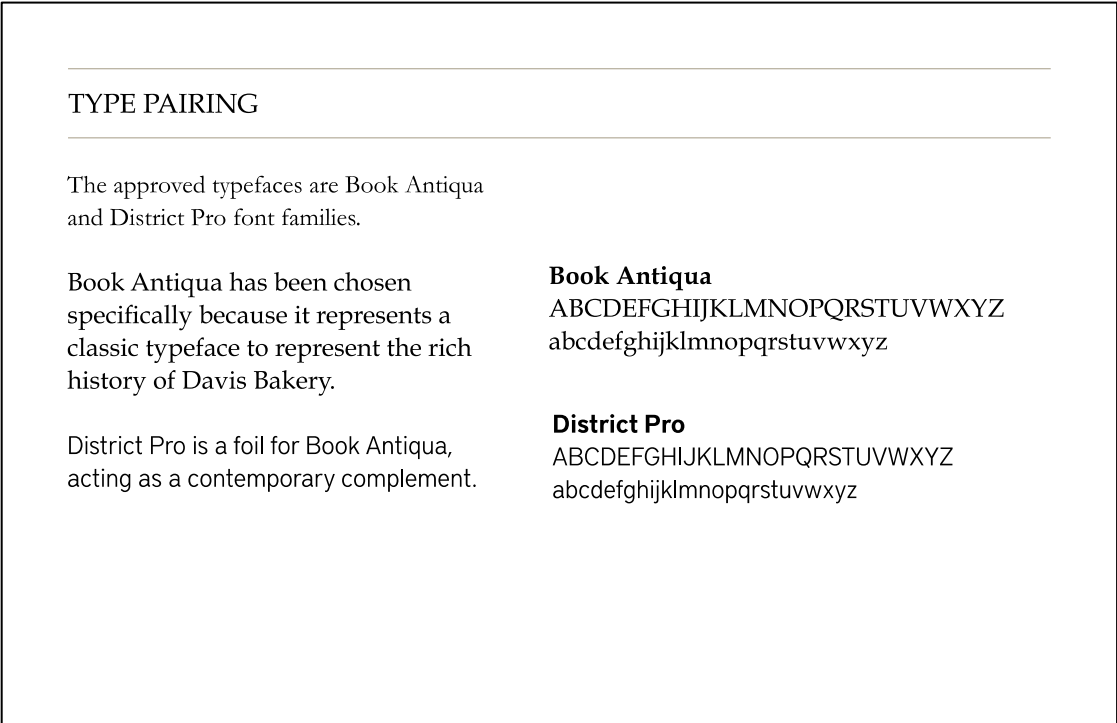 TYPE PAIRING
The approved typefaces are Book Antiqua
and District Pro font families.
Book Antiqua has been chosen
specifically because it represents a
classic typeface to represent the rich
history of Davis Bakery.
District Pro is a foil for Book Antiqua,
acting as a contemporary complement.
Book Antiqua
ABCDEFGHIJKLMNOPQRSTUVWXYZ
abcdefghijklmnopqrstuvwxyz
District Pro
ABCDEFGHIJKLMNOPQRSTUVWXYZ
abcdefghijklmnopqrstuvwxyz